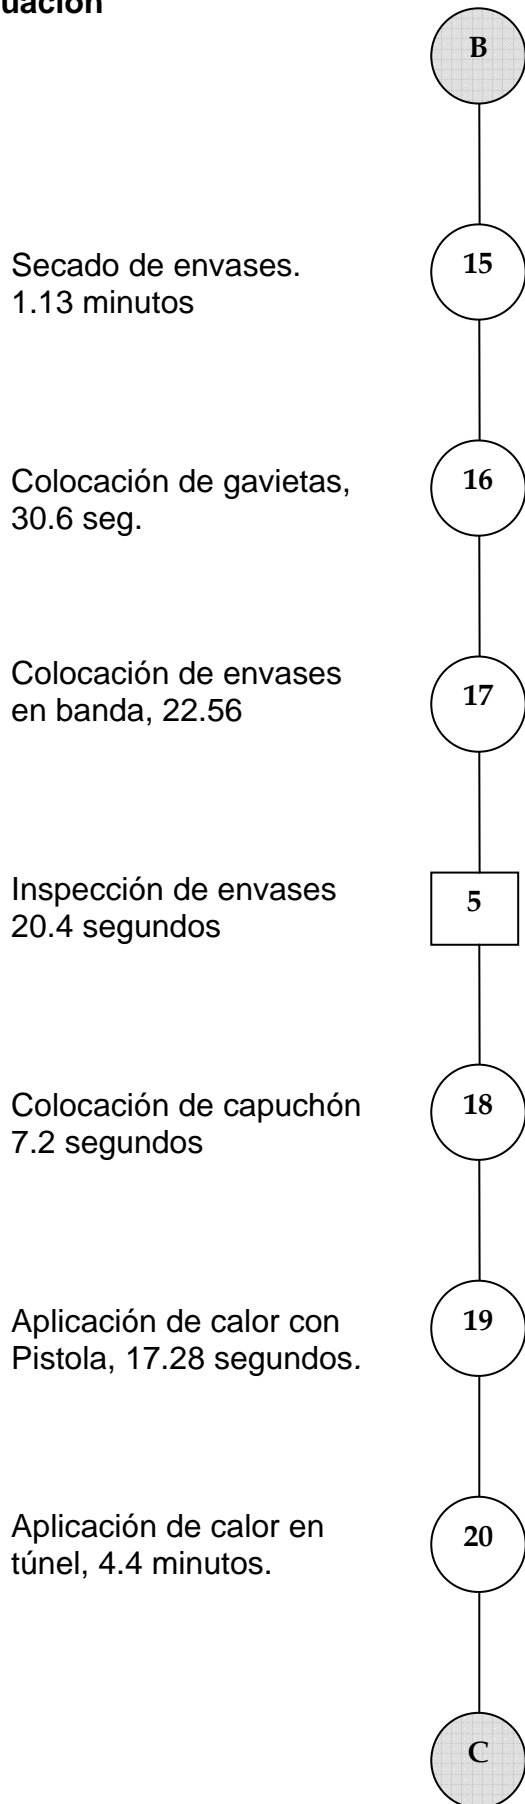 uación
B
Secado de envases.
1.13 minutos
15
Colocación de gavietas,
30.6 seg.
16
Colocación de envases
en banda, 22.56
17
Inspección de envases
20.4 segundos
5
Colocación de capuchón
7.2 segundos
18
Aplicación de calor con
Pistola, 17.28 segundos.
19
Aplicación de calor en
túnel, 4.4 minutos.
20
C